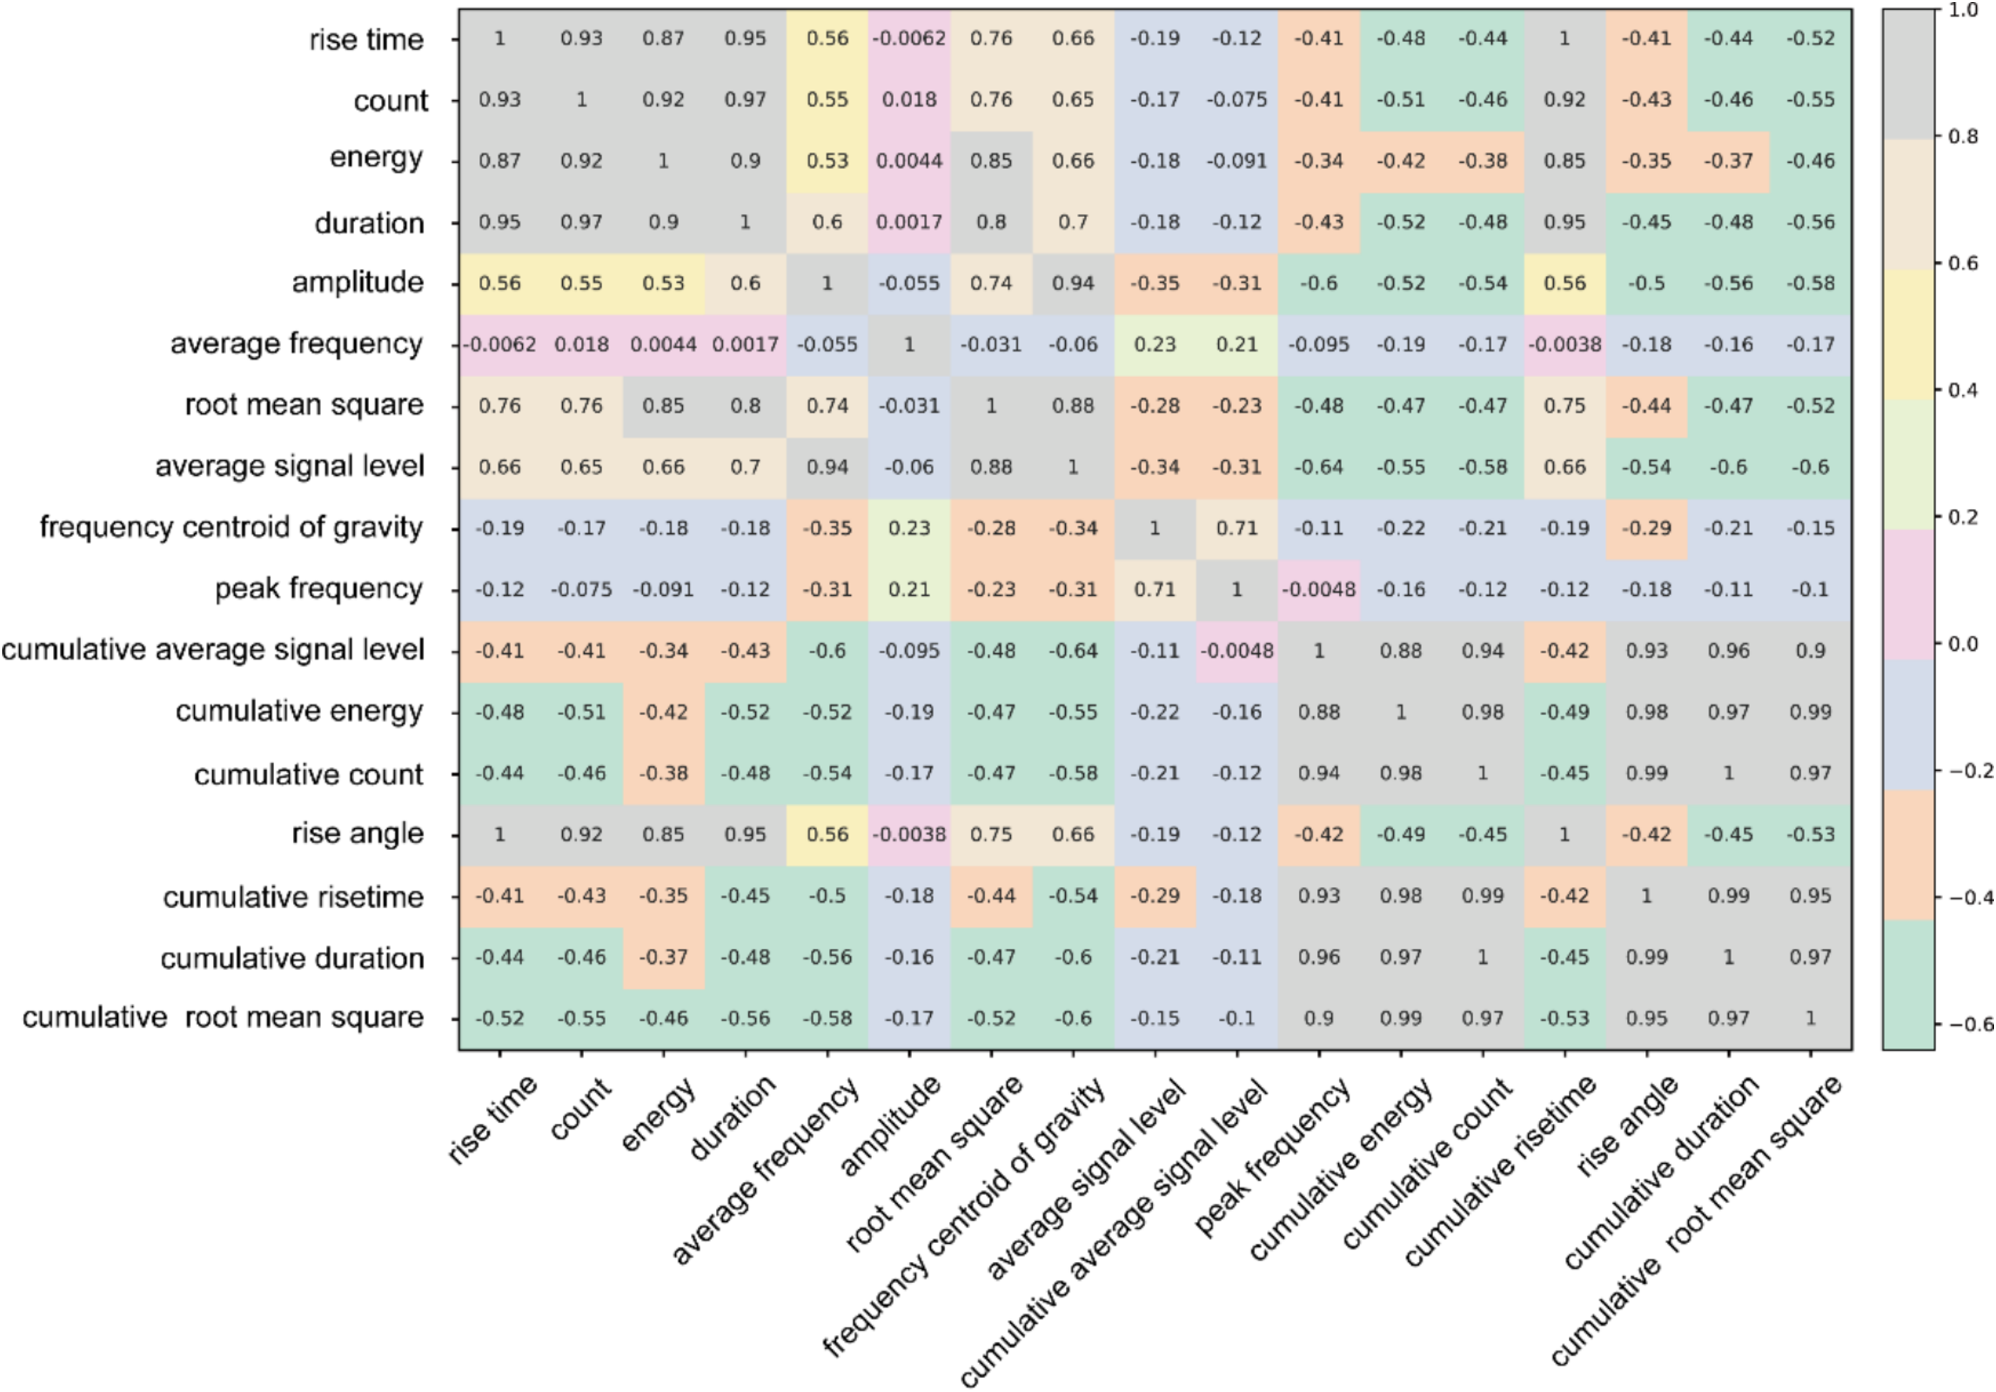 rise time 1 0.93 0.87 0.95 0.56 -0.0062 0.76 0.66 -0.19 -0.12 -0.41 -0.48 -0.44 1 -0.41 -0.44 -0.52
count 0.93 1 0.92 0.97 0.55 0.018 0.76 0.65 -0.17 -0.075 -0.41 -0.51 -0.46 0.92 -0.43 -0.46 -0.55
energy 0.87 0.92 1 0.9 0.53 0.0044 0.85 0.66 -0.18 -0.091 -0.34 -0.42 -0.38 0.85 -0.35 -0.37 -0.46
duration 0.95 0.97 0.9 1 0.6 0.0017 0.8 0.7 -0.18 -0.12 -0.43 -0.52 -0.48 0.95 -0.45 -0.48 -0.56
amplitude 0.56 0.55 0.53 0.6 1 -0.055 0.74 0.94 -0.35 -0.31 -0.6 -0.52 -0.54 0.56 -0.5 -0.56 -0.58
average frequency -0.0062 0.018 0.0044 0.0017 -0.055 1 -0.031 -0.06 0.23 0.21 -0.095 -0.19 -0.17 -0.0038 -0.18 -0.16 -0.17
root mean square 0.76 0.76 0.85 0.8 0.74 -0.031 1 0.88 -0.28 -0.23 -0.48 -0.47 -0.47 0.75 -0.44 -0.47 -0.52
average signal level 0.66 0.65 0.66 0.7 0.94 -0.06 0.88 1 -0.34 -0.31 -0.64 -0.55 -0.58 0.66 -0.54 -0.6 -0.6
frequency centroid of gravity -0.19 -0.17 -0.18 -0.18 -0.35 0.23 -0.28 -0.34 1 0.71 -0.11 -0.22 -0.21 -0.19 -0.29 -0.21 -0.15
peak frequency -0.12 -0.075 -0.091 -0.12 -0.31 0.21 -0.23 -0.31 0.71 1 -0.0048 -0.16 -0.12 -0.12 -0.18 -0.11 -0.1
cumulative average signal level -0.41 -0.41 -0.34 -0.43 -0.6 -0.095 -0.48 -0.64 -0.11 -0.0048 1 0.88 0.94 -0.42 0.93 0.96 0.9
cumulative energy -0.48 -0.51 -0.42 -0.52 -0.52 -0.19 -0.47 -0.55 -0.22 -0.16 0.88 1 0.98 -0.49 0.98 0.97 0.99
cumulative count -0.44 -0.46 -0.38 -0.48 -0.54 -0.17 -0.47 -0.58 -0.21 -0.12 0.94 0.98 1 -0.45 0.99 1 0.97
rise angle 1 0.92 0.85 0.95 0.56 -0.0038 0.75 0.66 -0.19 -0.12 -0.42 -0.49 -0.45 1 -0.42 -0.45 -0.53
cumulative risetime -0.41 -0.43 -0.35 -0.45 -0.5 -0.18 -0.44 -0.54 -0.29 -0.18 0.93 0.98 0.99 -0.42 1 0.99 0.95
cumulative duration -0.44 -0.46 -0.37 -0.48 -0.56 -0.16 -0.47 -0.6 -0.21 -0.11 0.96 0.97 1 -0.45 0.99 1 0.97
cumulative root mean square -0.52 -0.55 -0.46 -0.56 -0.58 -0.17 -0.52 -0.6 -0.15 -0.1 0.9 0.99 0.97 -0.53 0.95 0.97 1
rise time
count
energy
duration
average frequency
amplitude
root mean square
frequency centroid of gravity
average signal level
cumulative average signal level
peak frequency
cumulative energy
cumulative count
cumulative risetime
rise angle
cumulative duration
cumulative root mean square
1.0
0.8
0.6
0.4
0.2
0.0
−0.2
−0.4
−0.6